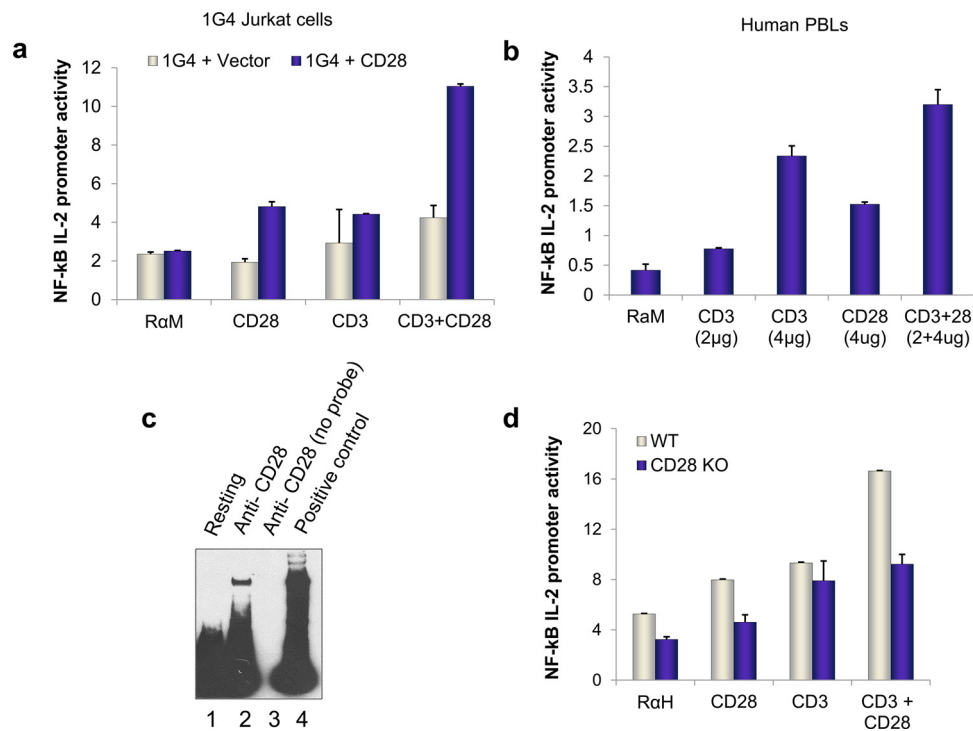 1G4 Jurkat cells
a
1G4 + Vector 1G4 + CD28
NF-kB IL-2 promoter activity
12
10
8
6
4
2
0
RαM CD28 CD3 CD3+CD28
Human PBLs
b
NF-kB IL-2 promoter activity
4
3.5
3
2.5
2
1.5
1
0.5
0
RaM CD3 CD3 CD28 CD3+28
(2µg) (4µg) (4ug) (2+4ug)
c
Resting
Anti- CD28
Anti- CD28 (no probe)
Positive control
1 2 3 4
d
WT
CD28 KO
NF-kB IL-2 promoter activity
20
16
12
8
4
0
RαH CD28 CD3 CD3 +
CD28